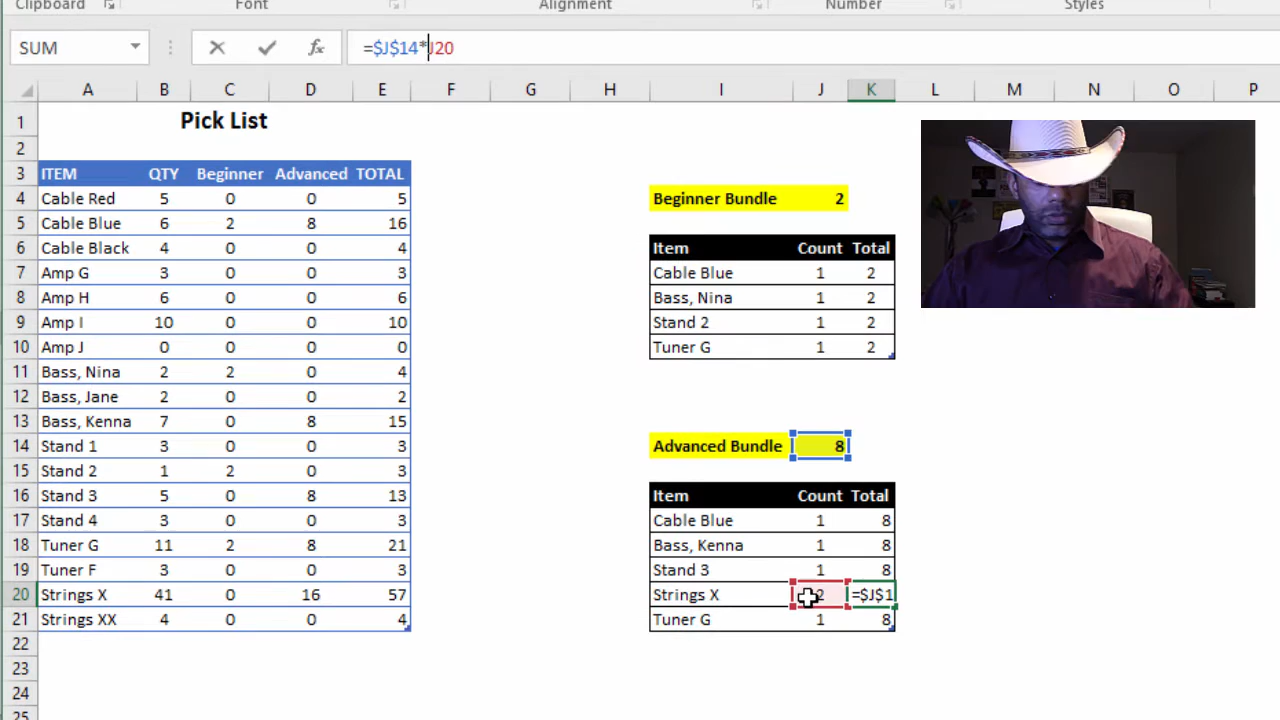 Clipboard Font Alignment Number Styles
SUM =$J$14*J20
A B C D E F G H I J K L M N O P
1 Pick List
2
3 ITEM QTY Beginner Advanced TOTAL
4 Cable Red 5 0 0 5 Beginner Bundle 2
5 Cable Blue 6 2 8 16
6 Cable Black 4 0 0 4 Item Count Total
7 Amp G 3 0 0 3 Cable Blue 1 2
8 Amp H 6 0 0 6 Bass, Nina 1 2
9 Amp I 10 0 0 10 Stand 2 1 2
10 Amp J 0 0 0 0 Tuner G 1 2
11 Bass, Nina 2 2 0 4
12 Bass, Jane 2 0 0 2
13 Bass, Kenna 7 0 8 15
14 Stand 1 3 0 0 3 Advanced Bundle 8
15 Stand 2 1 2 0 3
16 Stand 3 5 0 8 13 Item Count Total
17 Stand 4 3 0 0 3 Cable Blue 1 8
18 Tuner G 11 2 8 21 Bass, Kenna 1 8
19 Tuner F 3 0 0 3 Stand 3 1 8
20 Strings X 41 0 16 57 Strings X 2 =$J$1
21 Strings XX 4 0 0 4 Tuner G 1 8
22
23
24
25